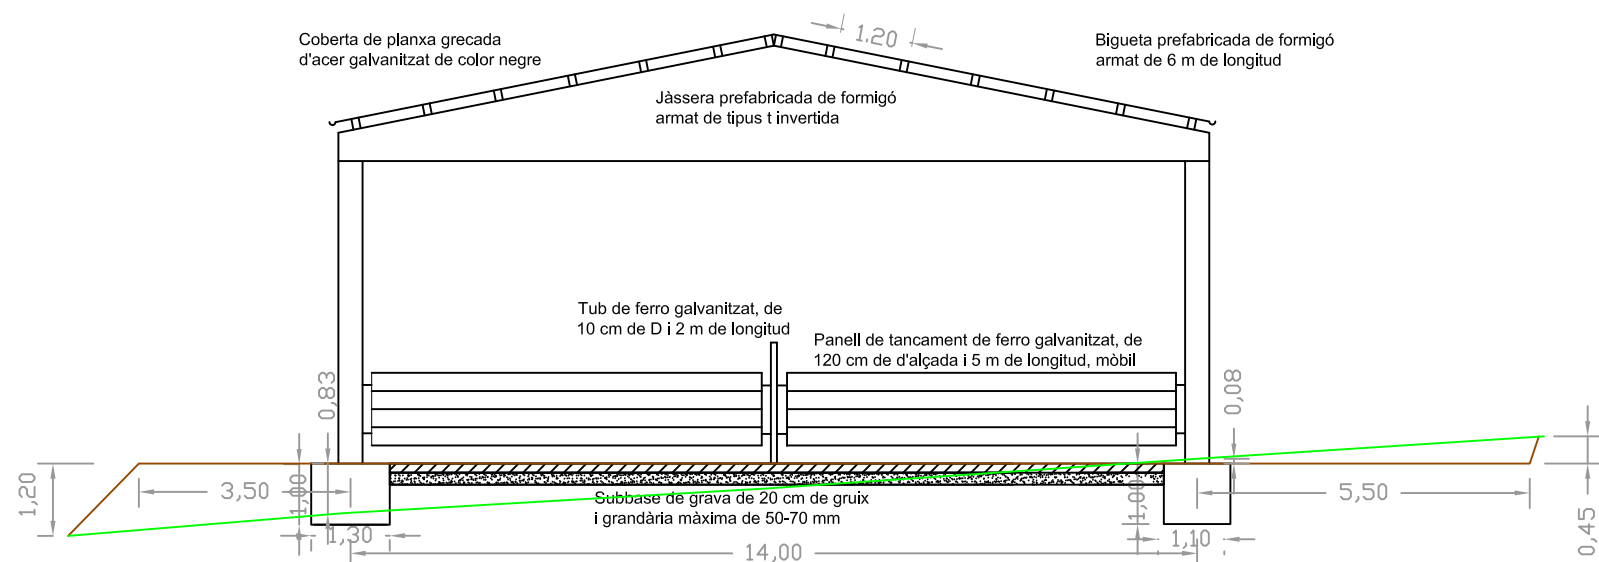 1.20
Coberta de planxa grecada
d'acer galvanitzat de color negre
Bigueta prefabricada de formigó
armat de 6 m de longitud
Jàssera prefabricada de formigó
armat de tipus t invertida
Tub de ferro galvanitzat, de
10 cm de D i 2 m de longitud
Panell de tancament de ferro galvanitzat, de
120 cm de d'alçada i 5 m de longitud, mòbil
0,83
0,08
1,20
3,50
1,00
Subbase de grava de 20 cm de gruix
i grandària màxima de 50-70 mm
1,00
5,50
0,45
1,30
14,00
1,10